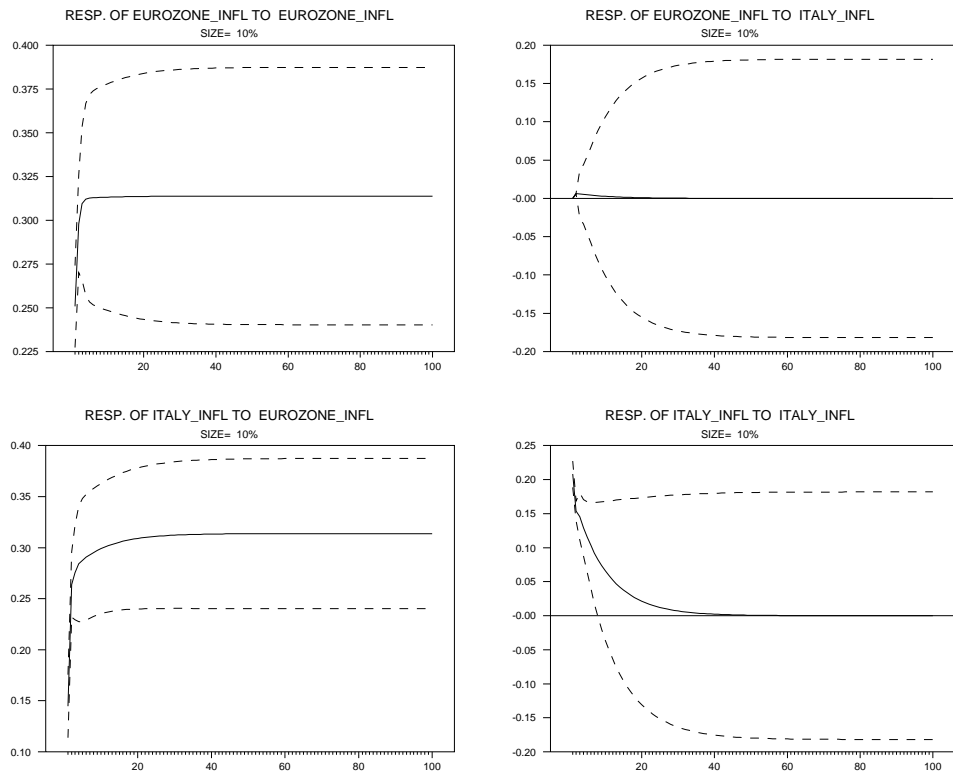 RESP. OF EUROZONE_INFL TO EUROZONE_INFL
SIZE= 10%
0.400
0.375
0.350
0.325
0.300
0.275
0.250
0.225
20 40 60 80 100
RESP. OF EUROZONE_INFL TO ITALY_INFL
SIZE= 10%
0.20
0.15
0.10
0.05
-0.00
-0.05
-0.10
-0.15
-0.20
20 40 60 80 100
RESP. OF ITALY_INFL TO EUROZONE_INFL
SIZE= 10%
0.40
0.35
0.30
0.25
0.20
0.15
0.10
20 40 60 80 100
RESP. OF ITALY_INFL TO ITALY_INFL
SIZE= 10%
0.25
0.20
0.15
0.10
0.05
-0.00
-0.05
-0.10
-0.15
-0.20
20 40 60 80 100